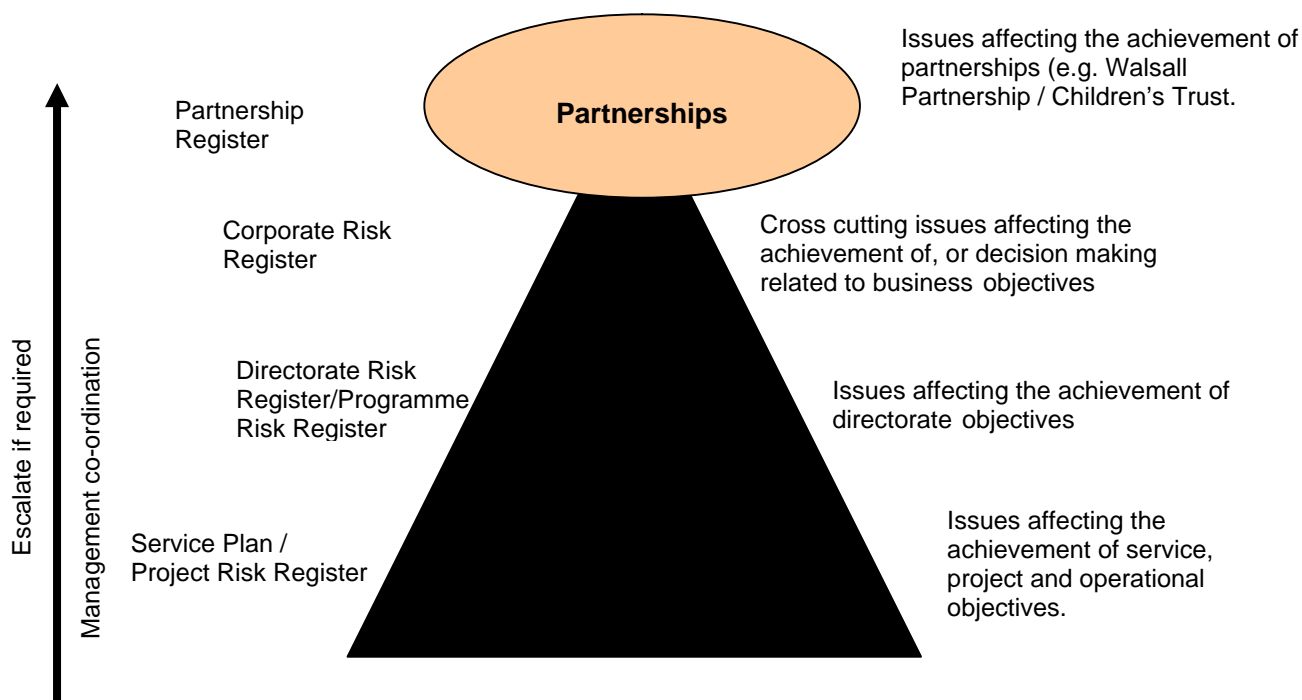 Issues affecting the achievement of
partnerships (e.g. Walsall
Partnership / Children's Trust.
Partnerships
Partnership
Register
Corporate Risk
Register
Cross cutting issues affecting the
achievement of, or decision making
related to business objectives
Directorate Risk
Register/Programme
Risk Register
Issues affecting the achievement of
directorate objectives
Service Plan /
Project Risk Register
Issues affecting the
achievement of service,
project and operational
objectives.
Escalate if required
Management co-ordination